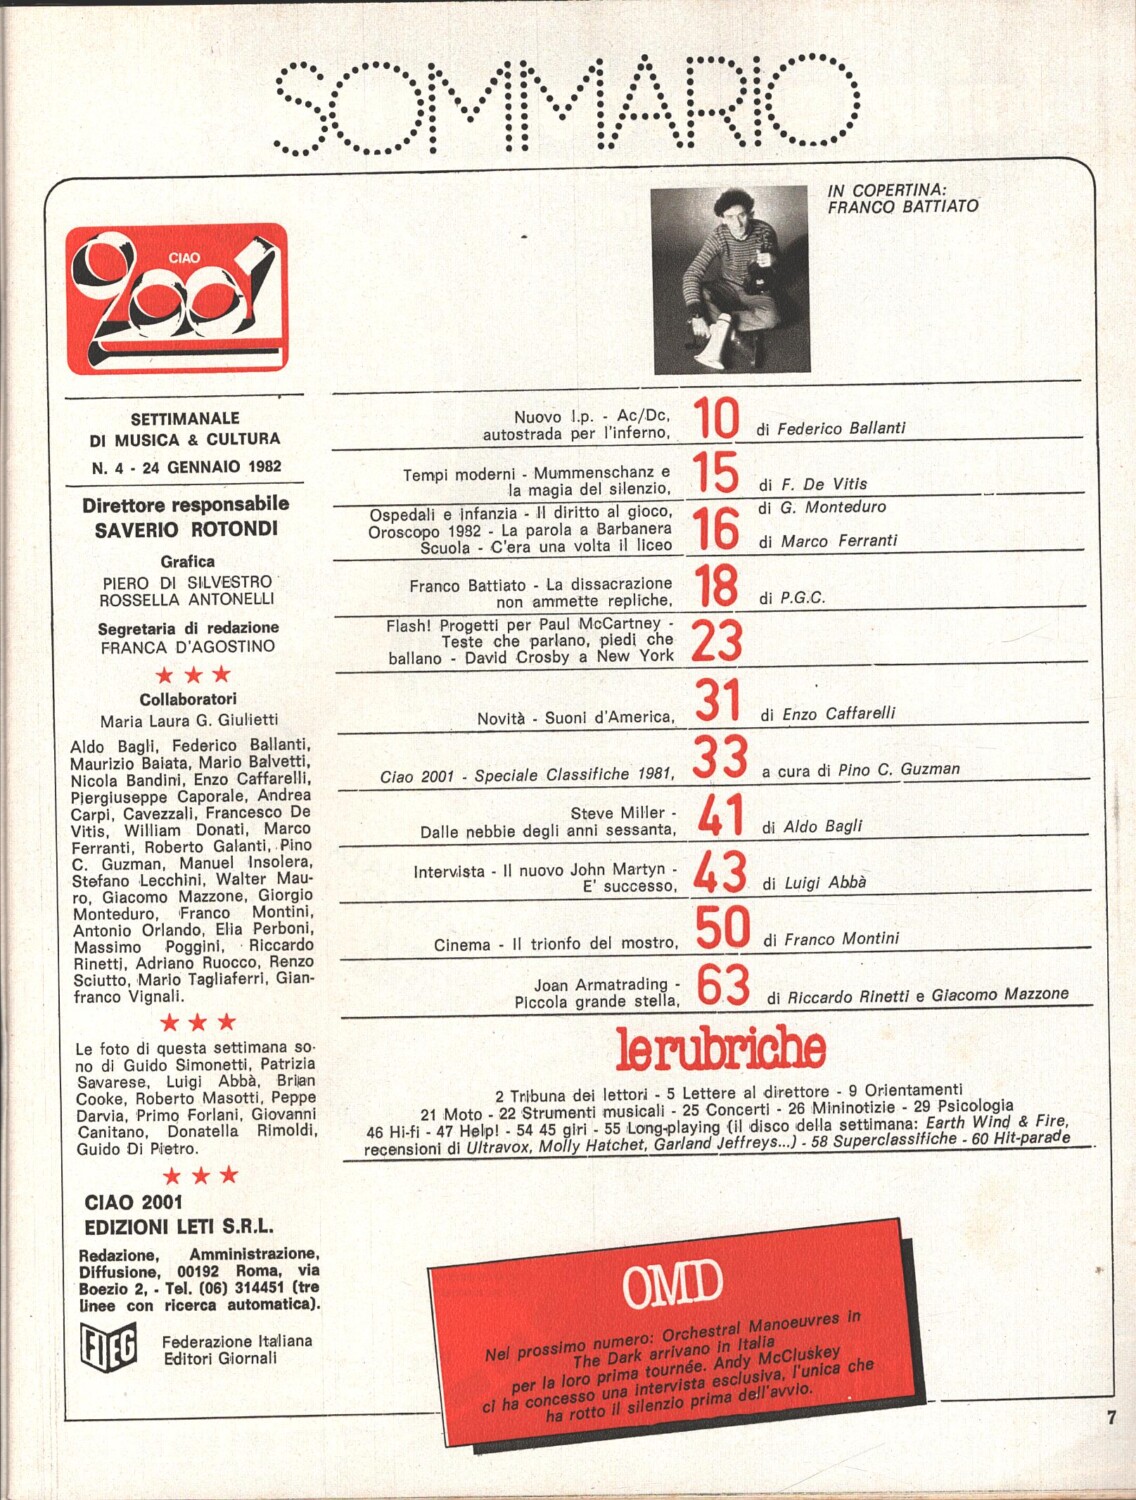 SOMMARIO
CIAO
2001
IN COPERTINA:
FRANCO BATTIATO
SETTIMANALE
DI MUSICA & CULTURA
N. 4 - 24 GENNAIO 1982
Direttore responsabile
SAVERIO ROTONDI
Grafica
PIERO DI SILVESTRO
ROSSELLA ANTONELLI
Segretaria di redazione
FRANCA D'AGOSTINO
Collaboratori
Maria Laura G. Giulietti
Aldo Bagli, Federico Ballanti,
Maurizio Baiata, Mario Balvetti,
Nicola Bandini, Enzo Caffarelli,
Piergiuseppe Caporale, Andrea
Carpi, Cavezzali, Francesco De
Vitis, William Donati, Marco
Ferranti, Roberto Galanti, Pino
C. Guzman, Manuel Insolera,
Stefano Lecchini, Walter Mau-
ro, Giacomo Mazzone, Giorgio
Monteduro, Franco Montini,
Antonio Orlando, Elia Perboni,
Massimo Poggini, Riccardo
Rinetti, Adriano Ruocco, Renzo
Sciutto, Mario Tagliaferri, Gian-
franco Vignali.
Le foto di questa settimana so-
no di Guido Simonetti, Patrizia
Savarese, Luigi Abbà, Brian
Cooke, Roberto Masotti, Peppe
Darvia, Primo Forlani, Giovanni
Canitano, Donatella Rimoldi,
Guido Di Pietro.
CIAO 2001
EDIZIONI LETI S.R.L.
Redazione, Amministrazione,
Diffusione, 00192 Roma, via
Boezio 2, - Tel. (06) 314451 (tre
linee con ricerca automatica).
FIEG
Federazione Italiana
Editori Giornali
Nuovo l.p. - Ac/Dc,
autostrada per l'inferno, 10 di Federico Ballanti
Tempi moderni - Mummenschanz e
la magia del silenzio, 15 di F. De Vitis
Ospedali e infanzia - Il diritto al gioco, di G. Monteduro
Oroscopo 1982 - La parola a Barbanera 16
Scuola - C'era una volta il liceo di Marco Ferranti
Franco Battiato - La dissacrazione
non ammette repliche, 18 di P.G.C.
Flash! Progetti per Paul McCartney -
Teste che parlano, piedi che 23
ballano - David Crosby a New York
Novità - Suoni d'America, 31 di Enzo Caffarelli
Ciao 2001 - Speciale Classifiche 1981, 33 a cura di Pino C. Guzman
Steve Miller -
Dalle nebbie degli anni sessanta, 41 di Aldo Bagli
Intervista - Il nuovo John Martyn -
E' successo, 43 di Luigi Abbà
Cinema - Il trionfo del mostro, 50 di Franco Montini
Joan Armatrading -
Piccola grande stella, 63 di Riccardo Rinetti e Giacomo Mazzone
le rubriche
2 Tribuna dei lettori - 5 Lettere al direttore - 9 Orientamenti
21 Moto - 22 Strumenti musicali - 25 Concerti - 26 Mininotizie - 29 Psicologia
46 Hi-fi - 47 Help! - 54 45 giri - 55 Long-playing (il disco della settimana: Earth Wind & Fire,
recensioni di Ultravox, Molly Hatchet, Garland Jeffreys...) - 58 Superclassifiche - 60 Hit-parade
OMD
Nel prossimo numero: Orchestral Manoeuvres in
The Dark arrivano in Italia
per la loro prima tournée. Andy McCluskey
ci ha concesso una intervista esclusiva, l'unica che
ha rotto il silenzio prima dell'avvio.
7